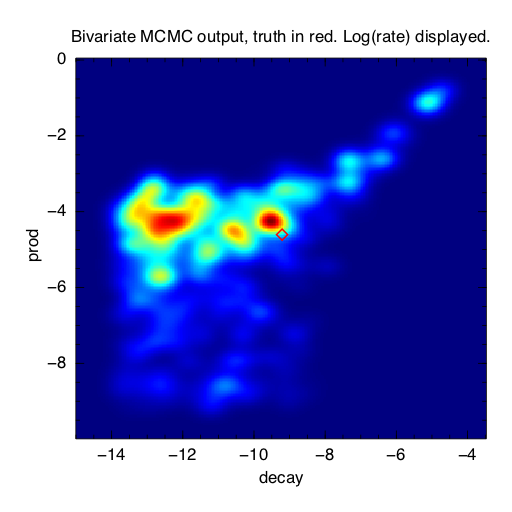 Bivariate MCMC output, truth in red. Log(rate) displayed.
0
−2
−4
−6
−8
prod
−14 −12 −10 −8 −6 −4
decay